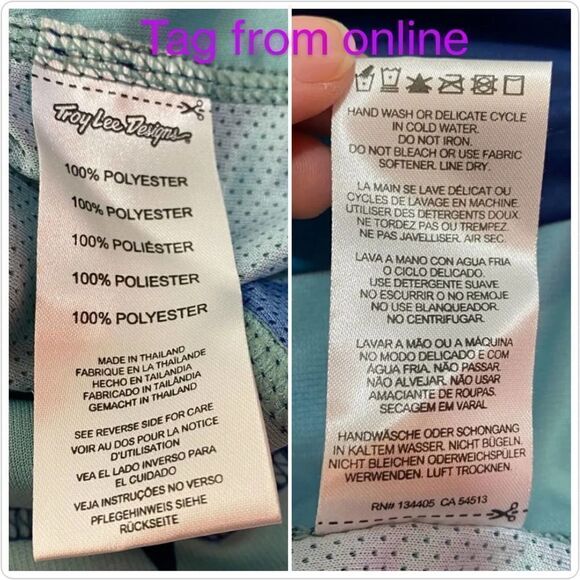 Tag from online
Troy Lee Designs
100% POLYESTER
100% POLYESTER
100% POLIÉSTER
100% POLIESTER
100% POLYESTER
MADE IN THAILAND
FABRIQUE EN LA THAÏLANDE
HECHO EN TAILANDIA
FABRICADO EN TAILÂNDIA
GEMACHT IN THAILAND
SEE REVERSE SIDE FOR CARE
VOIR AU DOS POUR LA NOTICE
D'UTILISATION
VEA EL LADO INVERSO PARA
EL CUIDADO
VEJA INSTRUÇÕES NO VERSO
PFLEGEHINWEIS SIEHE
RÜCKSEITE
HAND WASH OR DELICATE CYCLE
IN COLD WATER.
DO NOT IRON.
DO NOT BLEACH OR USE FABRIC
SOFTENER. LINE DRY.
LA MAIN SE LAVE DÉLICAT OU
CYCLES DE LAVAGE EN MACHINE.
UTILISER DES DETERGENTS DOUX.
NE TORDEZ PAS OU TREMPEZ.
NE PAS JAVELLISER. AIR SEC.
LAVA A MANO CON AGUA FRIA
O CICLO DELICADO.
USE DETERGENTE SUAVE
NO ESCURRIR O NO REMOJE
NO USE BLANQUEADOR.
NO CENTRIFUGAR.
LAVAR A MÃO OU A MÁQUINA
NO MODO DELICADO E COM
ÁGUA FRIA. NÃO PASSAR.
NÃO ALVEJAR. NÃO USAR
AMACIANTE DE ROUPAS.
SECAGEM EM VARAL
HANDWÄSCHE ODER SCHONGANG
IN KALTEM WASSER. NICHT BÜGELN.
NICHT BLEICHEN ODERWEICHSPÜLER
VERWENDEN. LUFT TROCKNEN.
RN# 134405 CA 54513